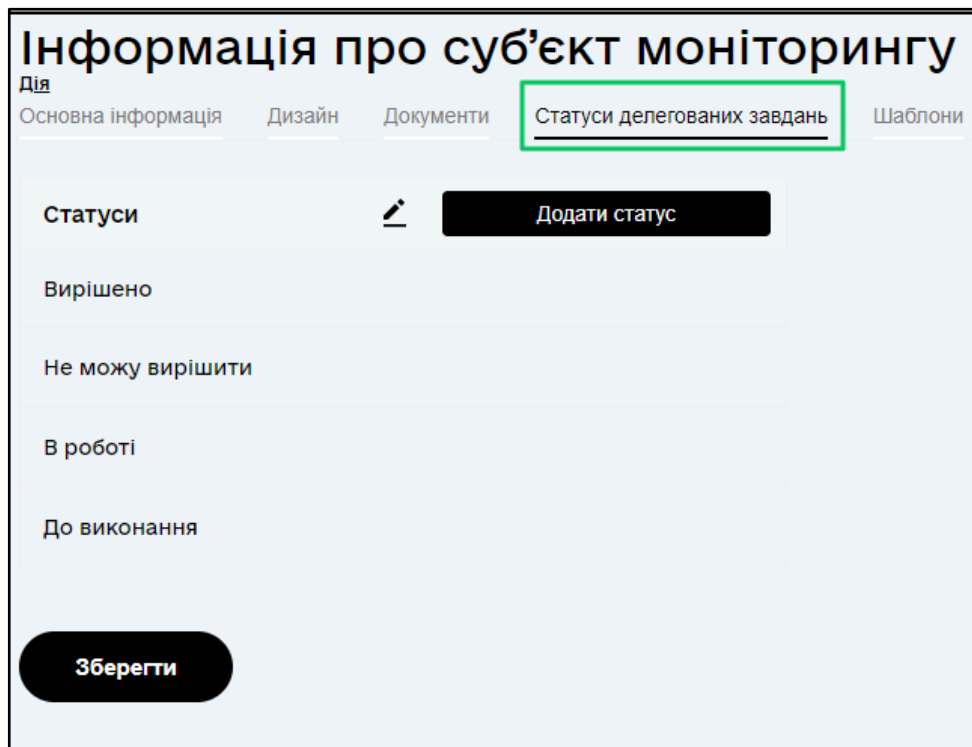 Інформація про суб’єкт моніторингу
Дія
Основна інформація Дизайн Документи Статуси делегованих завдань Шаблони
Статуси Додати статус
Вирішено
Не можу вирішити
В роботі
До виконання
Зберегти